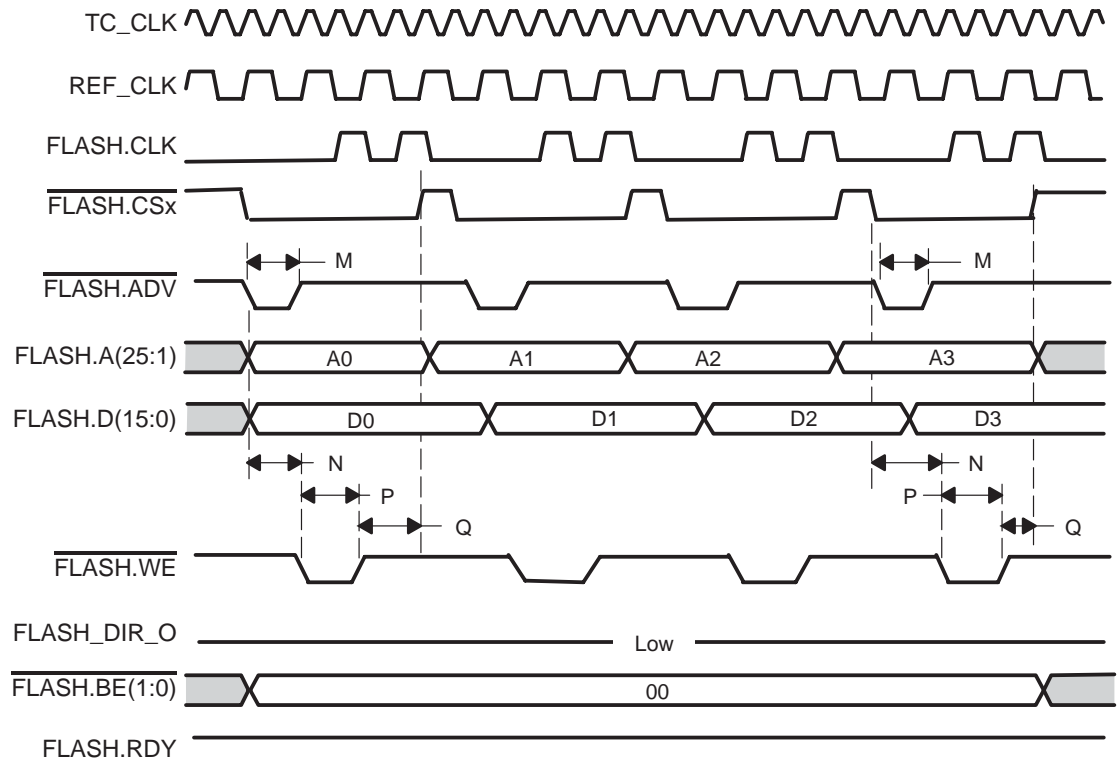 TC_CLK
REF_CLK
FLASH.CLK
FLASH.CSx
M M
FLASH.ADV
FLASH.A(25:1) A0 A1 A2 A3
FLASH.D(15:0) D0 D1 D2 D3
N N
P P
Q Q
FLASH.WE
FLASH_DIR_O Low
FLASH.BE(1:0) 00
FLASH.RDY